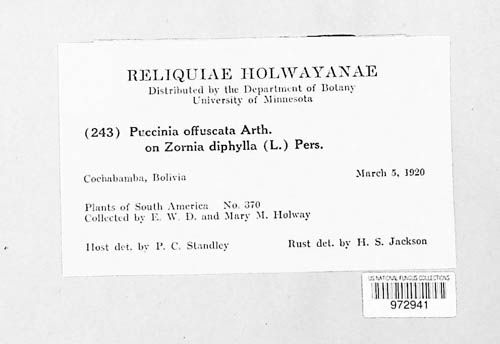 RELIQUIAE HOLWAYANAE
Distributed by the Department of Botany
University of Minnesota
(243) Puccinia offuscata Arth.
on Zornia diphylla (L.) Pers.
Cochabamba, Bolivia March 5, 1920
Plants of South America No. 370
Collected by E. W. D. and Mary M. Holway
Host det. by P. C. Standley Rust det. by H. S. Jackson
US NATIONAL FUNGUS COLLECTIONS
972941